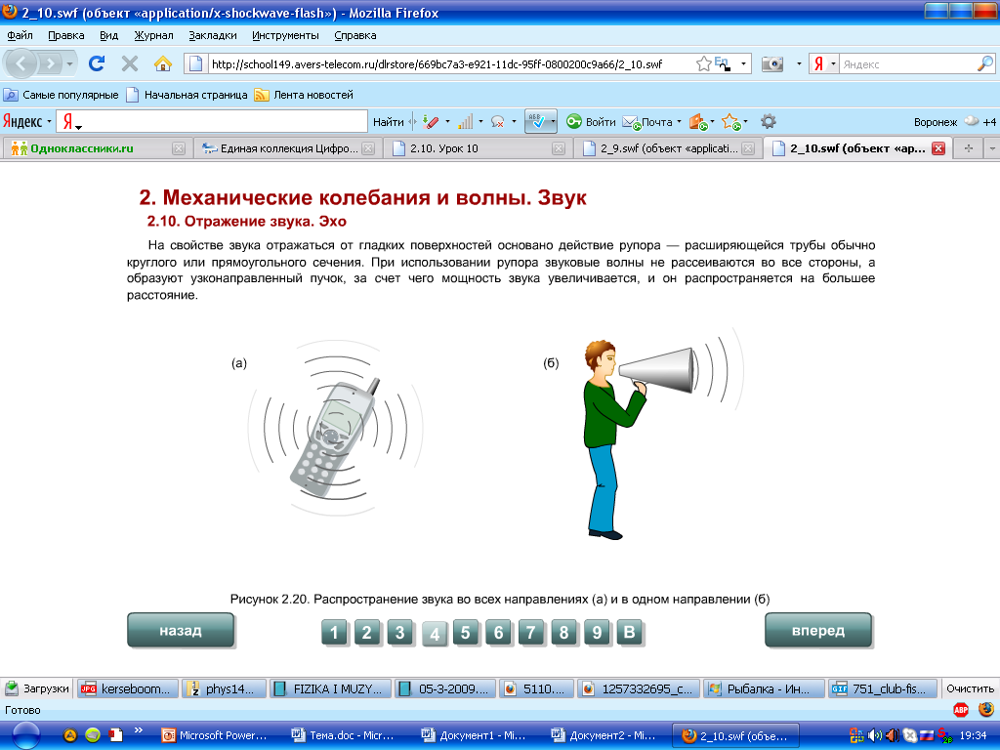 2_10.swf (объект «application/x-shockwave-flash») - Mozilla Firefox
Файл Правка Вид Журнал Закладки Инструменты Справка
http://school149.avers-telecom.ru/dlrstore/669bc7a3-e921-11dc-95ff-0800200c9a66/2_10.swf En Я Яндекс
Самые популярные Начальная страница Лента новостей
Яндекс Я Найти АБВ Войти Почта Воронеж +4
Одноклассники.ru Единая коллекция Цифро... 2.10. Урок 10 2_9.swf (объект «applicati... 2_10.swf (объект «ap...
2. Механические колебания и волны. Звук
2.10. Отражение звука. Эхо
На свойстве звука отражаться от гладких поверхностей основано действие рупора — расширяющейся трубы обычно
круглого или прямоугольного сечения. При использовании рупора звуковые волны не рассеиваются во все стороны, а
образуют узконаправленный пучок, за счет чего мощность звука увеличивается, и он распространяется на большее
расстояние.
(а) (б)
Рисунок 2.20. Распространение звука во всех направлениях (а) и в одном направлении (б)
назад 1 2 3 4 5 6 7 8 9 В вперед
Загрузки JPG kerseboom... phys14... FIZIKA I MUZY... 05-3-2009.... 5110.... 1257332695_c... Рыбалка - Ин... GIF 751_club-fis... Очистить
Готово ABP
» Microsoft Power... Тема.doc - Micr... Документ1 - Mi... Документ2 - Mi... 2_10.swf (объе... 19:34